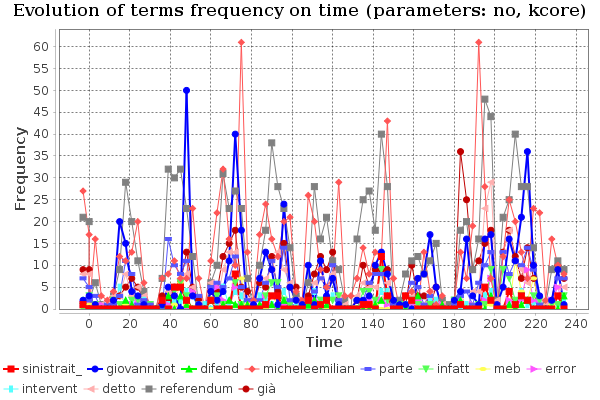 Evolution of terms frequency on time (parameters: no, kcore)
60
55
50
45
40
35
30
25
20
15
10
5
0
Frequency
0 20 40 60 80 100 120 140 160 180 200 220 240
Time
sinistrait_ giovannitot difend micheleemilian parte infatt meb error
intervent detto referendum già